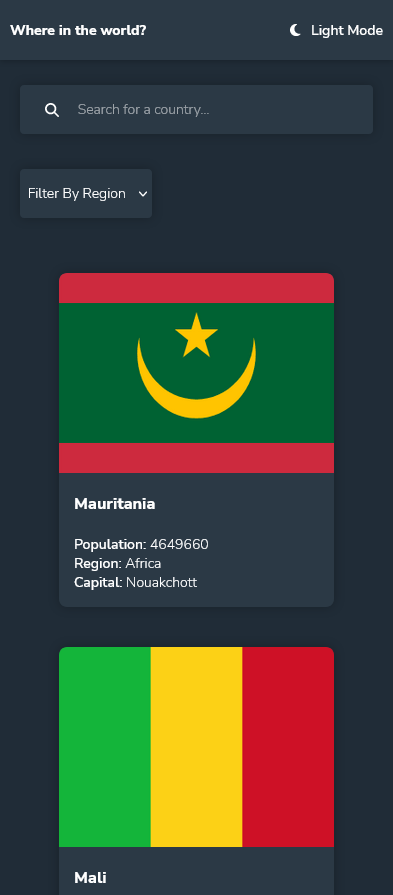 Where in the world?
Light Mode
Search for a country...
Filter By Region
Mauritania
Population: 4649660
Region: Africa
Capital: Nouakchott
Mali